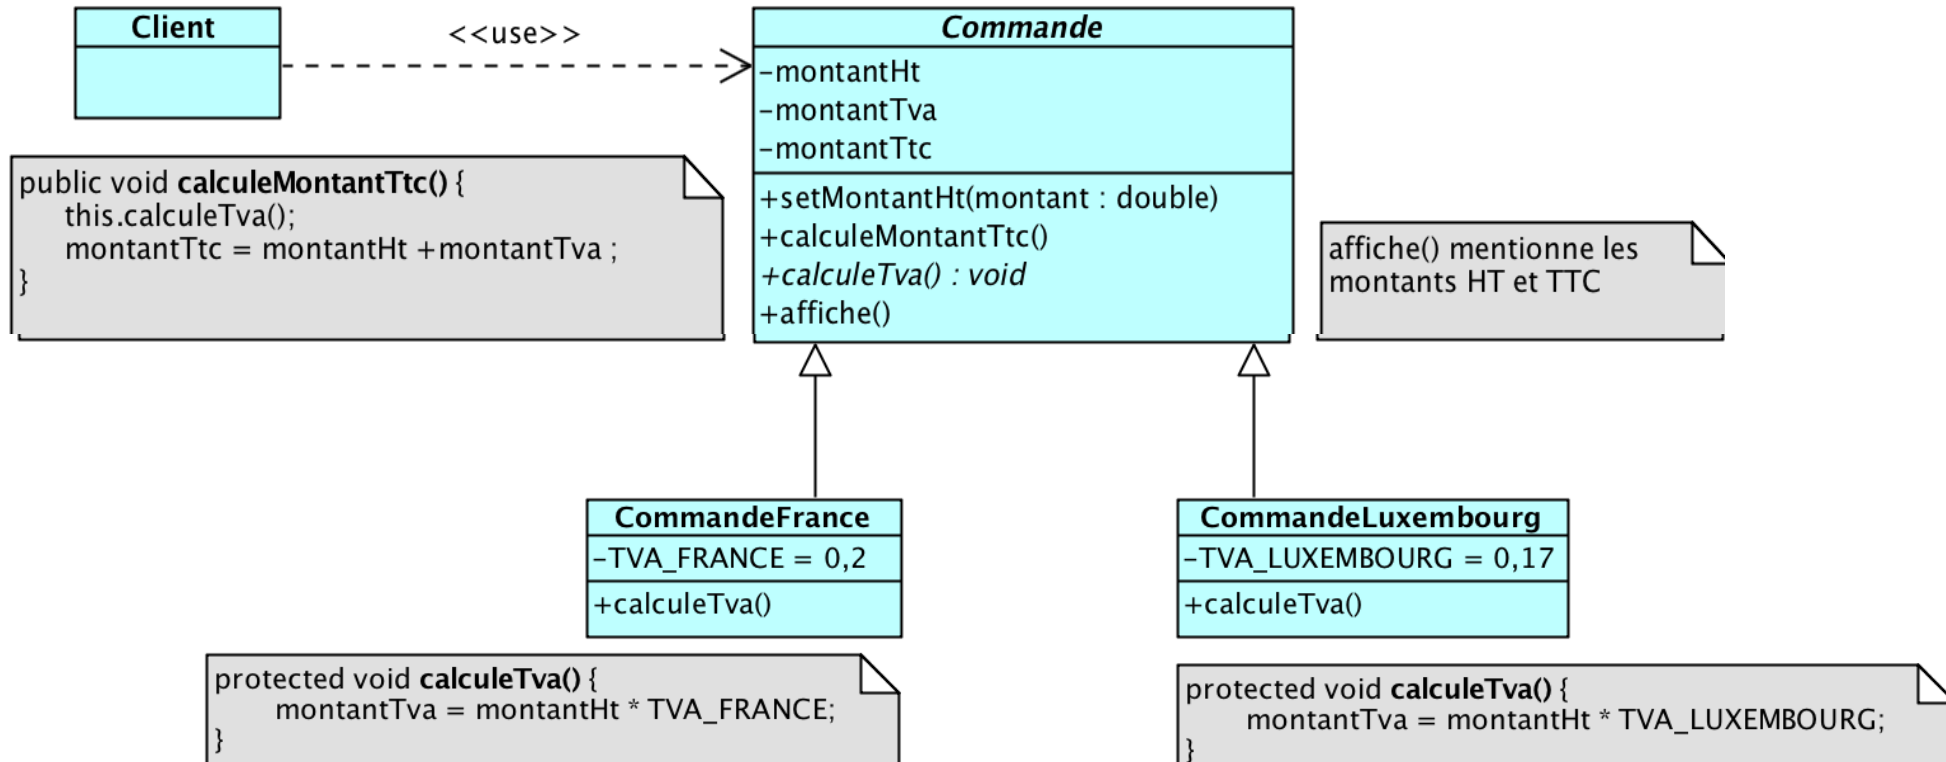 Client
<<use>>
Commande
-montantHt
-montantTva
-montantTtc
+setMontantHt(montant : double)
+calculeMontantTtc()
+calculeTva() : void
+affiche()
public void calculeMontantTtc() {
this.calculeTva();
montantTtc = montantHt +montantTva ;
}
affiche() mentionne les
montants HT et TTC
CommandeFrance
-TVA_FRANCE = 0,2
+calculeTva()
CommandeLuxembourg
-TVA_LUXEMBOURG = 0,17
+calculeTva()
protected void calculeTva() {
montantTva = montantHt * TVA_FRANCE;
}
protected void calculeTva() {
montantTva = montantHt * TVA_LUXEMBOURG;
}